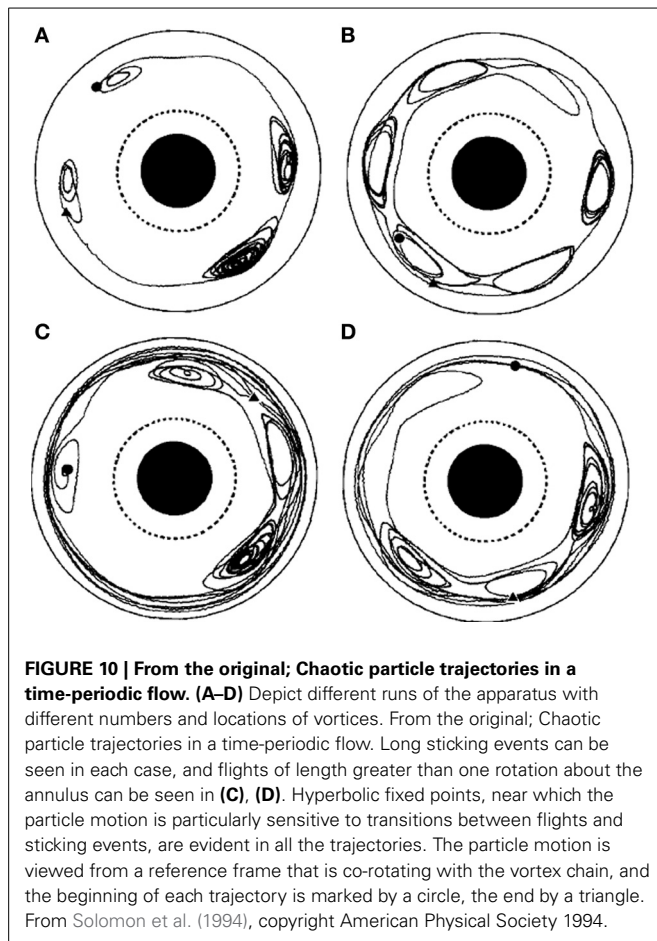 A
B
C
D
FIGURE 10 | From the original; Chaotic particle trajectories in a
time-periodic flow. (A–D) Depict different runs of the apparatus with
different numbers and locations of vortices. From the original; Chaotic
particle trajectories in a time-periodic flow. Long sticking events can be
seen in each case, and flights of length greater than one rotation about the
annulus can be seen in (C), (D). Hyperbolic fixed points, near which the
particle motion is particularly sensitive to transitions between flights and
sticking events, are evident in all the trajectories. The particle motion is
viewed from a reference frame that is co-rotating with the vortex chain, and
the beginning of each trajectory is marked by a circle, the end by a triangle.
From Solomon et al. (1994), copyright American Physical Society 1994.